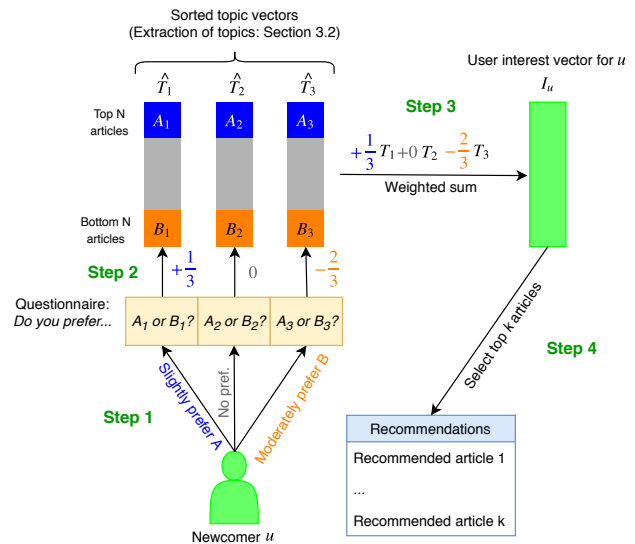 Sorted topic vectors
(Extraction of topics: Section 3.2)
T̂1 T̂2 T̂3
User interest vector for u
Iu
Top N
articles
A1 A2 A3
Step 3
+1/3 T1+0 T2 −2/3 T3
Weighted sum
Bottom N
articles
B1 B2 B3
Step 2
+1/3 0 −2/3
Questionnaire:
Do you prefer...
A1 or B1? A2 or B2? A3 or B3?
Select top k articles
Step 4
Step 1
Slightly prefer A
No pref.
Moderately prefer B
Recommendations
Recommended article 1
...
Recommended article k
Newcomer u